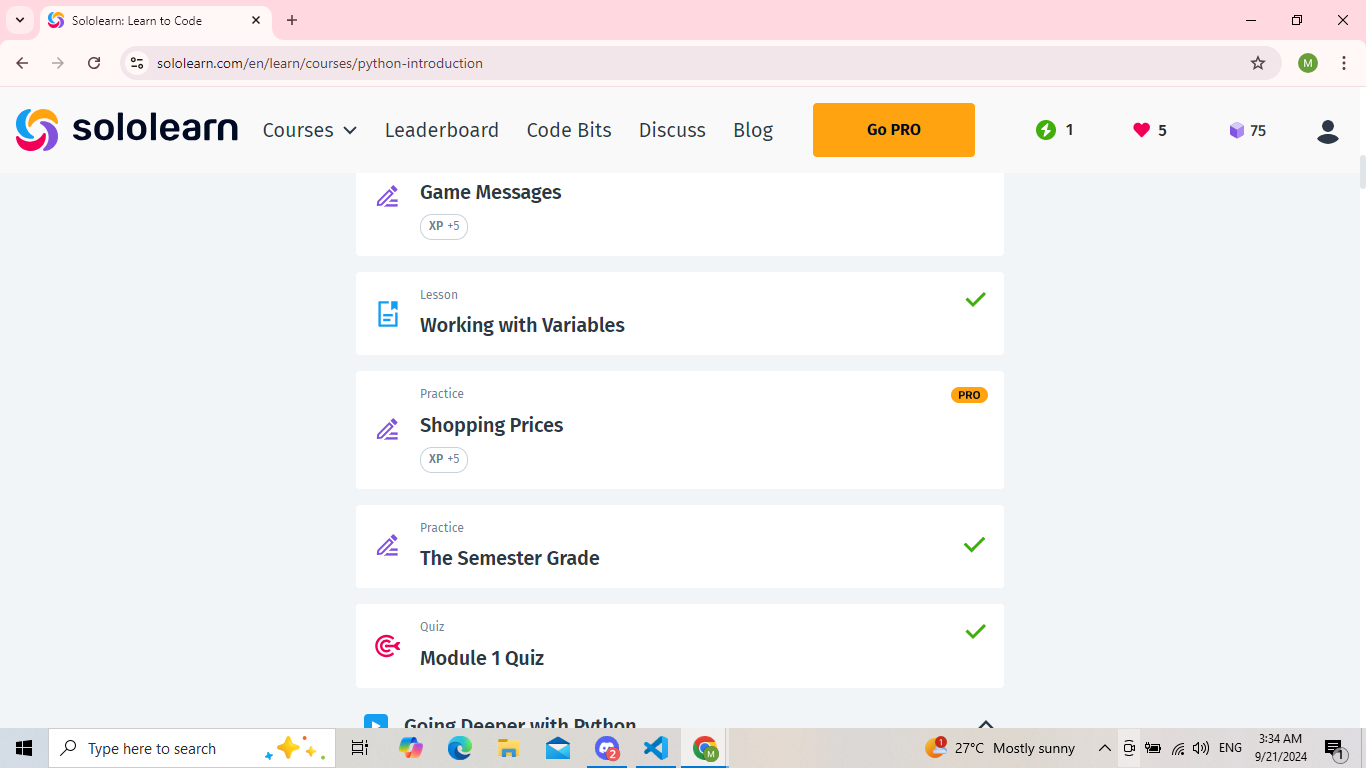 Sololearn: Learn to Code
sololearn.com/en/learn/courses/python-introduction
M
sololearn
Courses
Leaderboard
Code Bits
Discuss
Blog
Go PRO
1
5
75
Game Messages
XP +5
Lesson
Working with Variables
Practice
PRO
Shopping Prices
XP +5
Practice
The Semester Grade
Quiz
Module 1 Quiz
Going Deeper with Python
Type here to search
2
M
1
27°C Mostly sunny
ENG
3:34 AM
9/21/2024
1